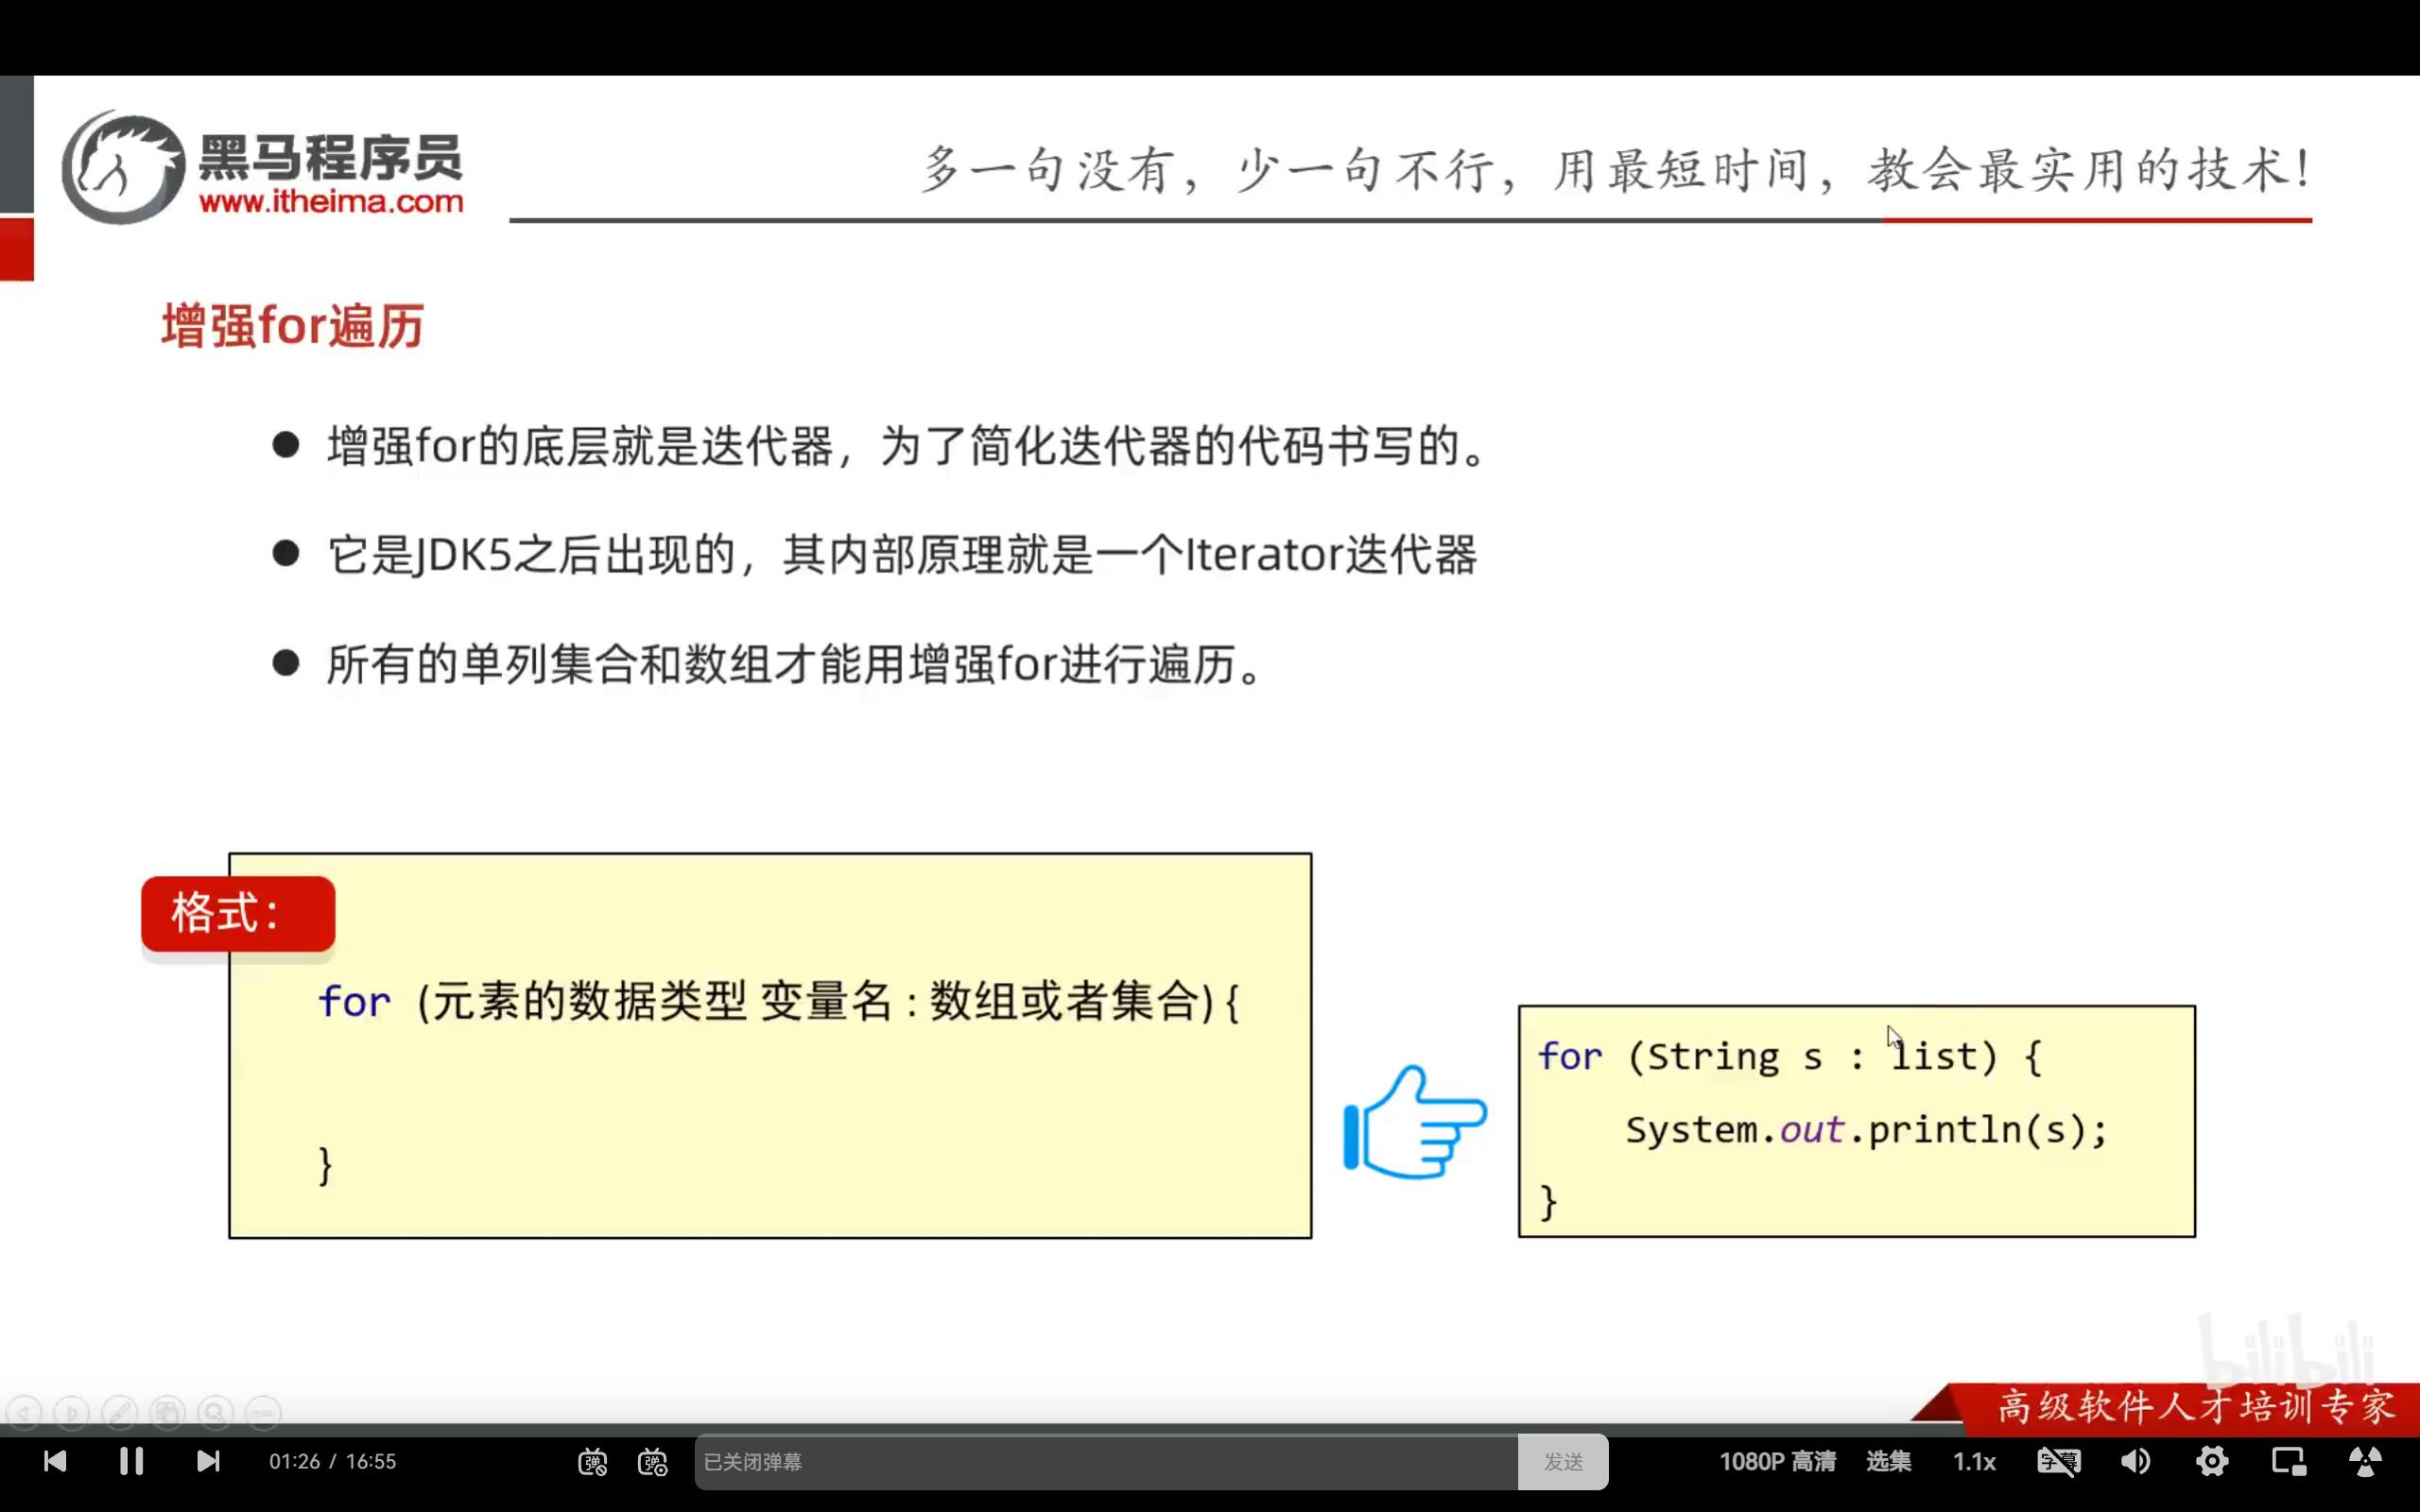 黑马程序员
www.itheima.com
多一句没有，少一句不行，用最短时间，教会最实用的技术！
增强for遍历
● 增强for的底层就是迭代器，为了简化迭代器的代码书写的。
● 它是JDK5之后出现的，其内部原理就是一个Iterator迭代器
● 所有的单列集合和数组才能用增强for进行遍历。
格式：
for (元素的数据类型 变量名 : 数组或者集合) {
}
for (String s : list) {
System.out.println(s);
}
bilibili
高级软件人才培训专家
01:26 / 16:55
弹
弹
已关闭弹幕
发送
1080P 高清
选集
1.1x
字幕